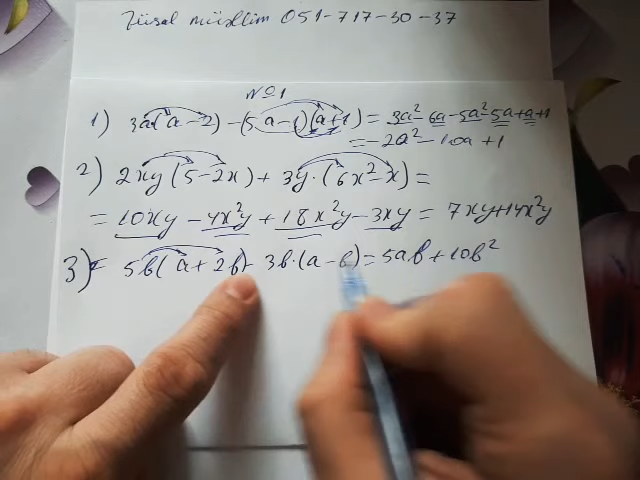 Züsal müəllim 051-717-30-37
№1
1) 3a(a-2)-(5a-1)(a+1)= 3a²-6a-5a²-5a+a+1
=-2a²-10a+1
2) 2xy(5-2x)+3y·(6x²-x)=
= 10xy - 4x²y + 18x²y - 3xy = 7xy+14x²y
3) 5b(a+2b)- 3b·(a-b)= 5ab+10b²